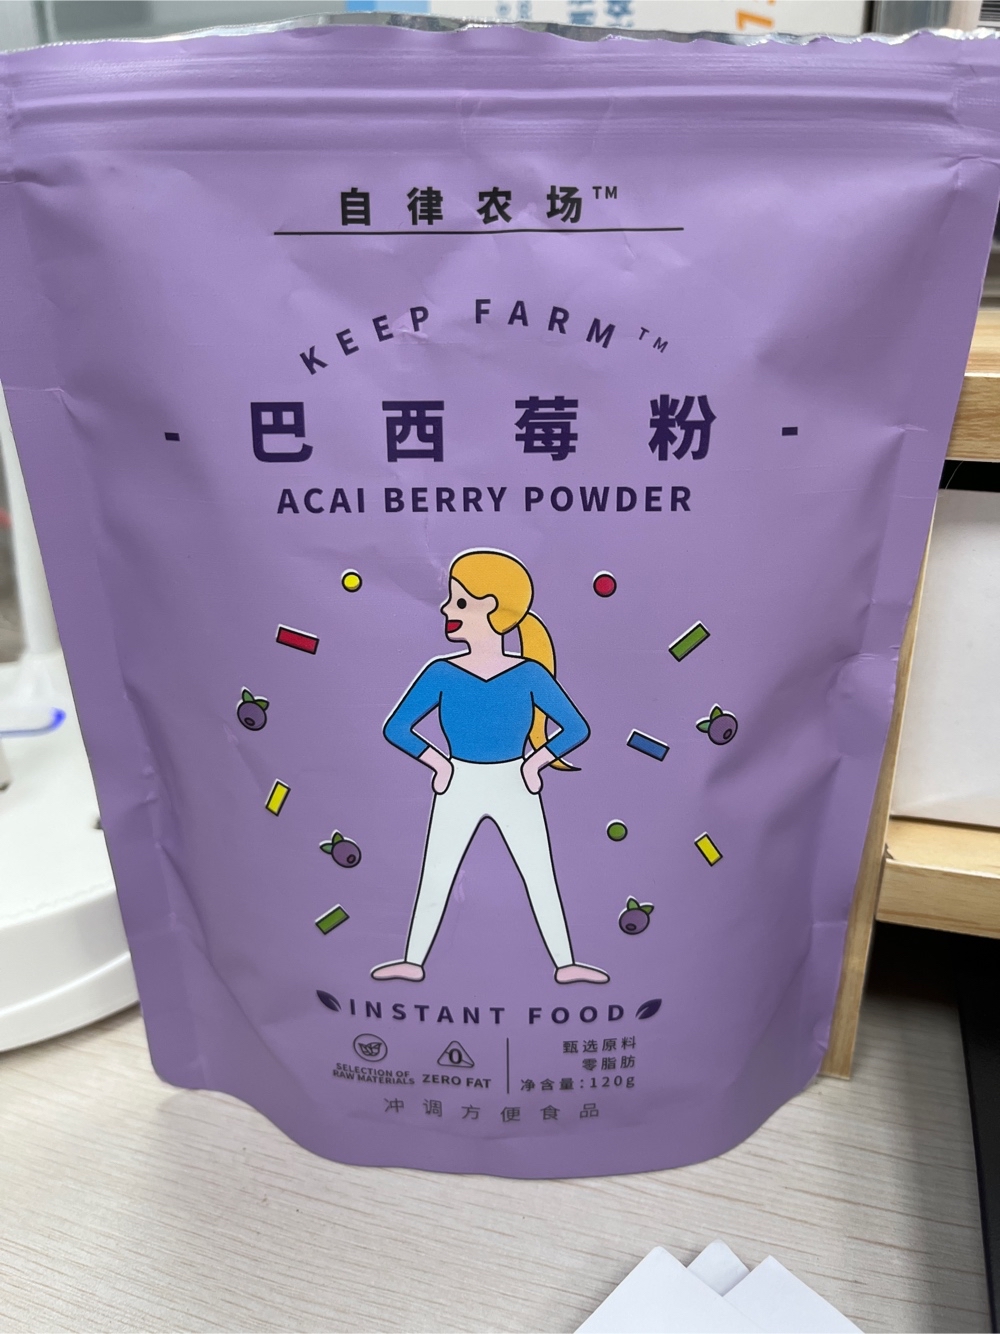 自律农场™
KEEP FARM™
- 巴西莓粉 -
ACAI BERRY POWDER
INSTANT FOOD
0
SELECTION OF
RAW MATERIALS
ZERO FAT
甄选原料
零脂肪
净含量:120g
冲调方便食品